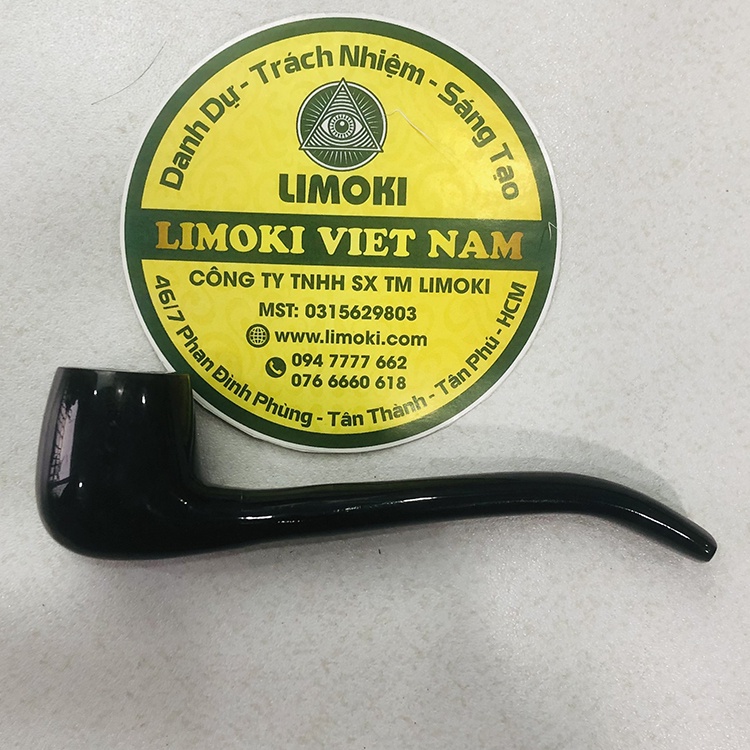 Danh Dự - Trách Nhiệm - Sáng Tạo
LIMOKI
LIMOKI VIET NAM
CÔNG TY TNHH SX TM LIMOKI
MST: 0315629803
www.limoki.com
094 7777 662
076 6660 618
46/7 Phan Đình Phùng - Tân Thành - Tân Phú - HCM